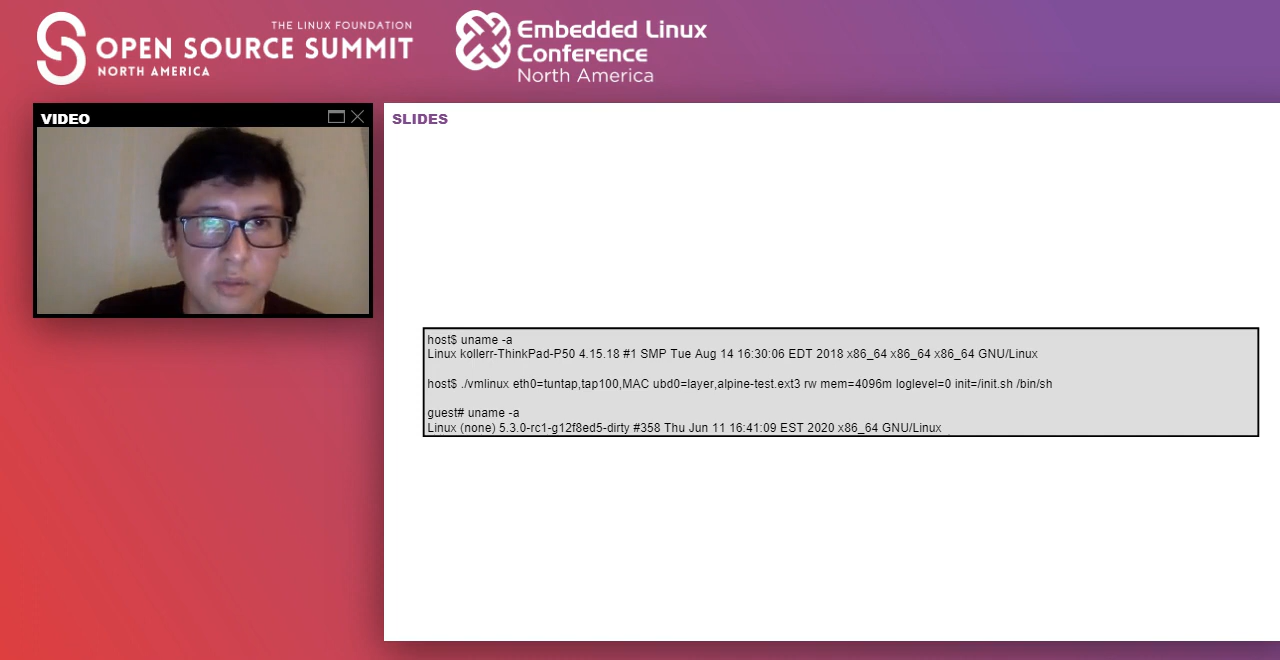 THE LINUX FOUNDATION
OPEN SOURCE SUMMIT
NORTH AMERICA
Embedded Linux
Conference
North America
VIDEO
SLIDES
host$ uname -a
Linux kollerr-ThinkPad-P50 4.15.18 #1 SMP Tue Aug 14 16:30:06 EDT 2018 x86_64 x86_64 x86_64 GNU/Linux
host$ ./vmlinux eth0=tuntap,tap100,MAC ubd0=layer,alpine-test.ext3 rw mem=4096m loglevel=0 init=/init.sh /bin/sh
guest# uname -a
Linux (none) 5.3.0-rc1-g12f8ed5-dirty #358 Thu Jun 11 16:41:09 EST 2020 x86_64 GNU/Linux